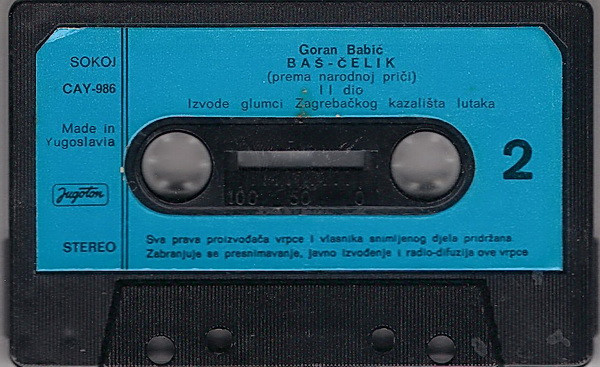 SOKOJ
CAY-986
Made in
Yugoslavia
Jugoton
STEREO
Goran Babić
BAŠ-ČELIK
(prema narodnoj priči)
II dio
Izvode glumci Zagrebačkog kazališta lutaka
2
100 50 0
Sva prava proizvođača vrpce i vlasnika snimljenog djela pridržana.
Zabranjuje se presnimavanje, javno izvođenje i radio-difuzija ove vrpce